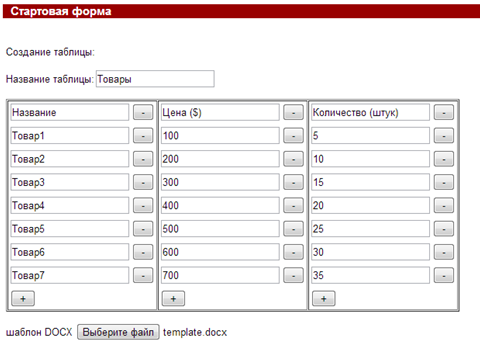 Стартовая форма
Создание таблицы:
Название таблицы: Товары
Название - Цена ($) - Количество (штук) -
Товар1 - 100 - 5 -
Товар2 - 200 - 10 -
Товар3 - 300 - 15 -
Товар4 - 400 - 20 -
Товар5 - 500 - 25 -
Товар6 - 600 - 30 -
Товар7 - 700 - 35 -
+ + +
шаблон DOCX Выберите файл template.docx